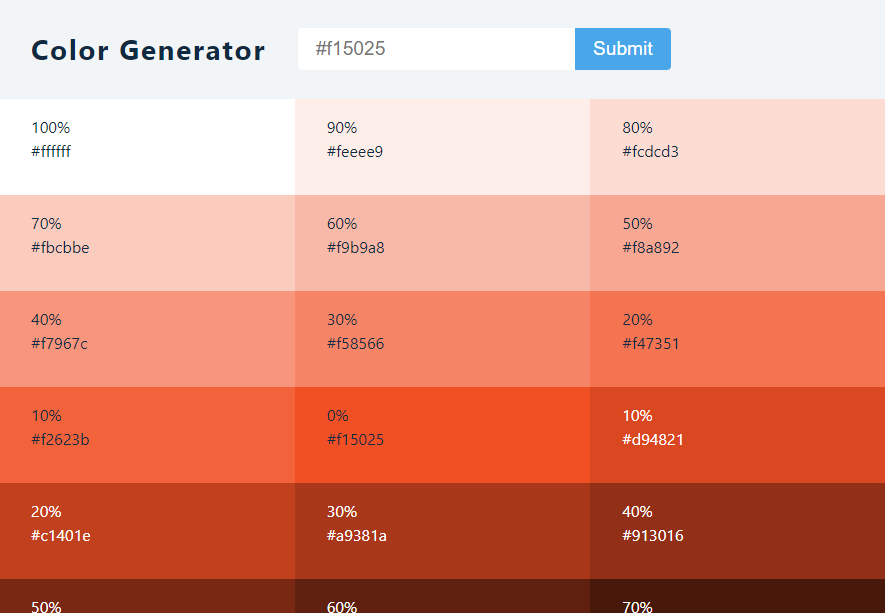 Color Generator
#f15025
Submit
100%
#ffffff
90%
#feeee9
80%
#fcdcd3
70%
#fbcbbe
60%
#f9b9a8
50%
#f8a892
40%
#f7967c
30%
#f58566
20%
#f47351
10%
#f2623b
0%
#f15025
10%
#d94821
20%
#c1401e
30%
#a9381a
40%
#913016
50%
60%
70%